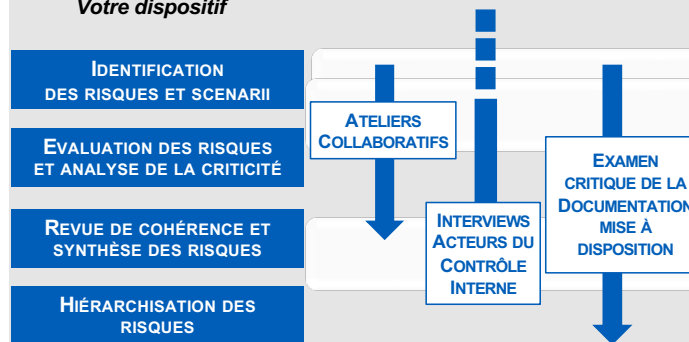 Votre dispositif
IDENTIFICATION
DES RISQUES ET SCENARII
EVALUATION DES RISQUES
ET ANALYSE DE LA CRITICITÉ
REVUE DE COHÉRENCE ET
SYNTHÈSE DES RISQUES
HIÉRARCHISATION DES
RISQUES
ATELIERS
COLLABORATIFS
INTERVIEWS
ACTEURS DU
CONTRÔLE
INTERNE
EXAMEN
CRITIQUE DE LA
DOCUMENTATION
MISE À
DISPOSITION